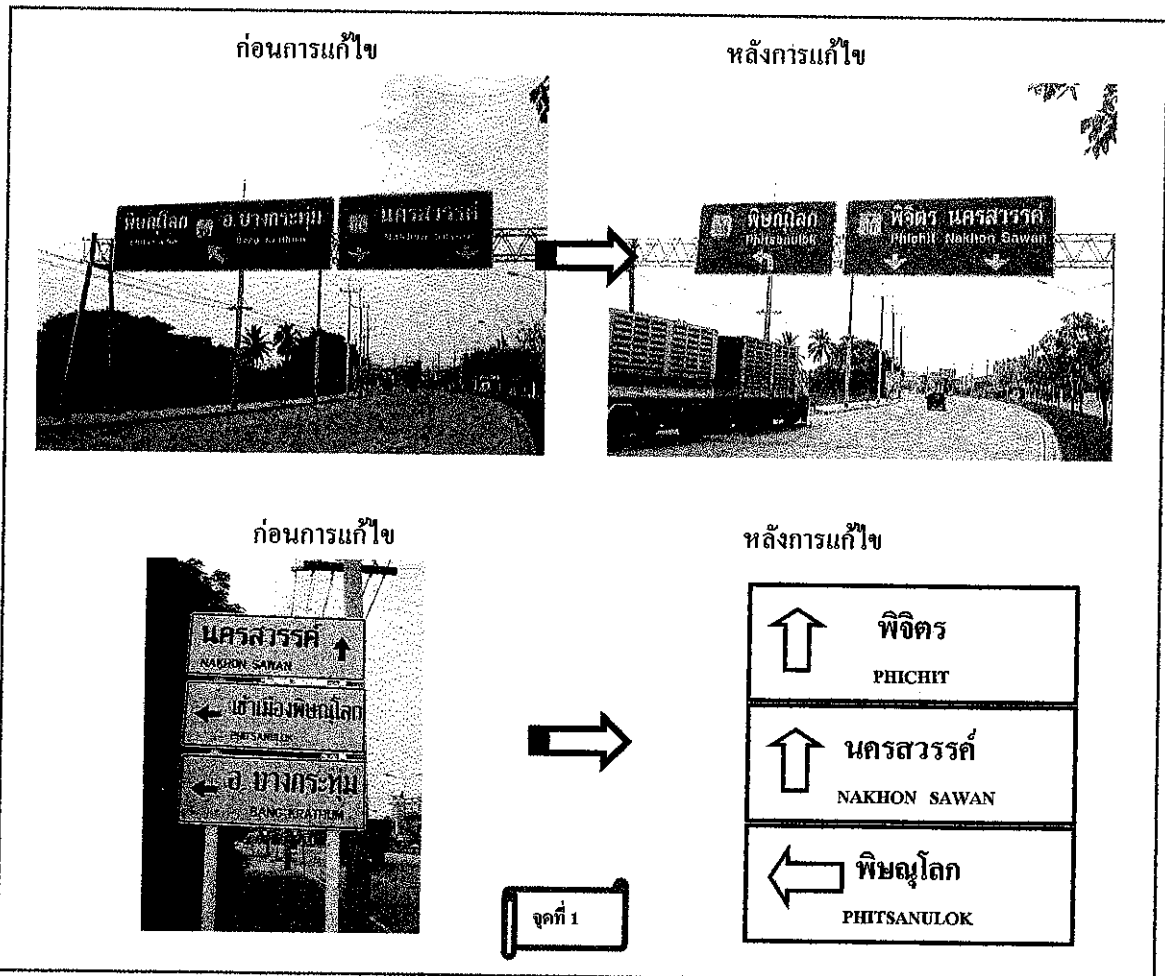 ก่อนการแก้ไข
หลังการแก้ไข
พิษณุโลก อ.บางกระทุ่ม
นครสวรรค์
พิษณุโลก
Phitsanulok
พิจิตร นครสวรรค์
Phichit Nakhon Sawan
ก่อนการแก้ไข
หลังการแก้ไข
นครสวรรค์
NAKHON SAWAN
เข้าเมืองพิษณุโลก
PHITSANULOK
อ.บางกระทุ่ม
BANG KRATHUM
พิจิตร
PHICHIT
นครสวรรค์
NAKHON SAWAN
พิษณุโลก
PHITSANULOK
จุดที่ 1